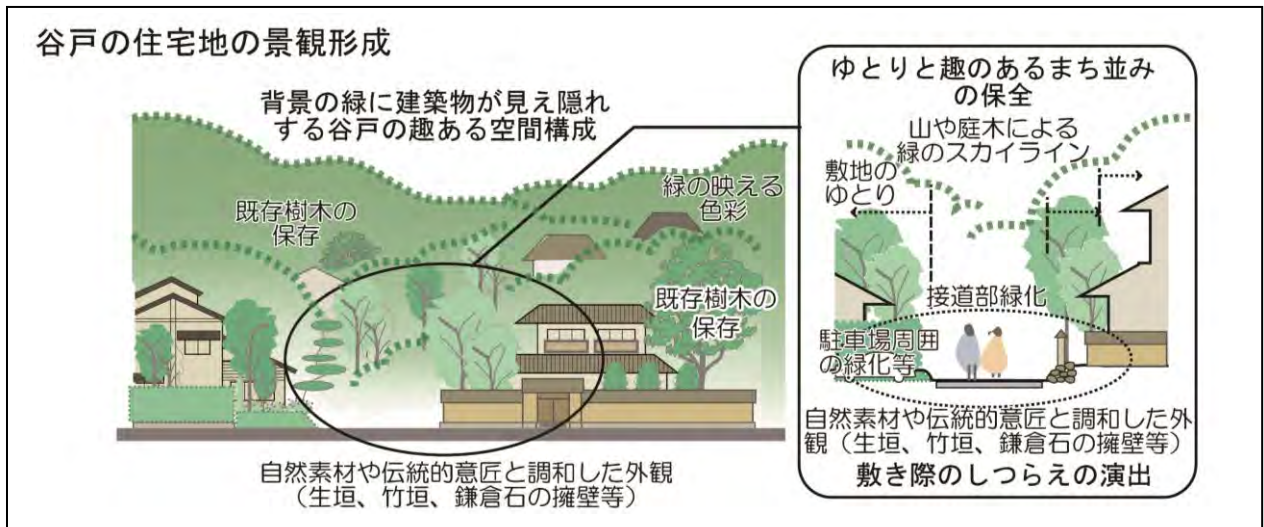 谷戸の住宅地の景観形成
背景の緑に建築物が見え隠れ
する谷戸の趣ある空間構成
既存樹木の
保存
緑の映える
色彩
既存樹木の
保存
自然素材や伝統的意匠と調和した外観
(生垣、竹垣、鎌倉石の擁壁等)
ゆとりと趣のあるまち並み
の保全
山や庭木による
緑のスカイライン
敷地の
ゆとり
接道部緑化
駐車場周囲
の緑化等
自然素材や伝統的意匠と調和した外
観(生垣、竹垣、鎌倉石の擁壁等)
敷き際のしつらえの演出